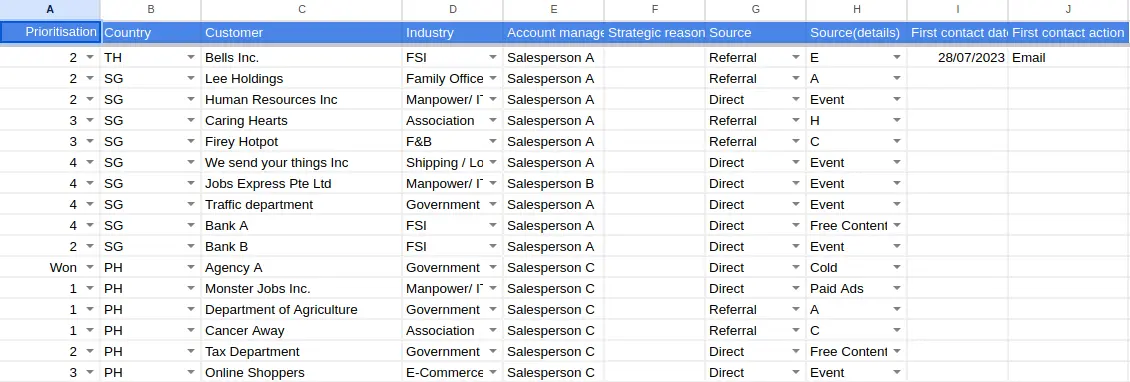 A B C D E F G H I J
Prioritisation Country Customer Industry Account manage Strategic reason Source Source(details) First contact date First contact action
2 TH Bells Inc. FSI Salesperson A Referral E 28/07/2023 Email
2 SG Lee Holdings Family Office Salesperson A Referral A
2 SG Human Resources Inc Manpower/ IT Salesperson A Direct Event
3 SG Caring Hearts Association Salesperson A Referral H
3 SG Firey Hotpot F&B Salesperson A Referral C
4 SG We send your things Inc Shipping / Lo Salesperson A Direct Event
4 SG Jobs Express Pte Ltd Manpower/ IT Salesperson B Direct Event
4 SG Traffic department Government Salesperson A Direct Event
4 SG Bank A FSI Salesperson A Direct Free Content
2 SG Bank B FSI Salesperson A Direct Event
Won PH Agency A Government Salesperson C Direct Cold
1 PH Monster Jobs Inc. Manpower/ IT Salesperson C Direct Paid Ads
1 PH Department of Agriculture Government Salesperson C Referral A
1 PH Cancer Away Association Salesperson C Referral C
2 PH Tax Department Government Salesperson C Direct Free Content
3 PH Online Shoppers E-Commerce Salesperson C Direct Event